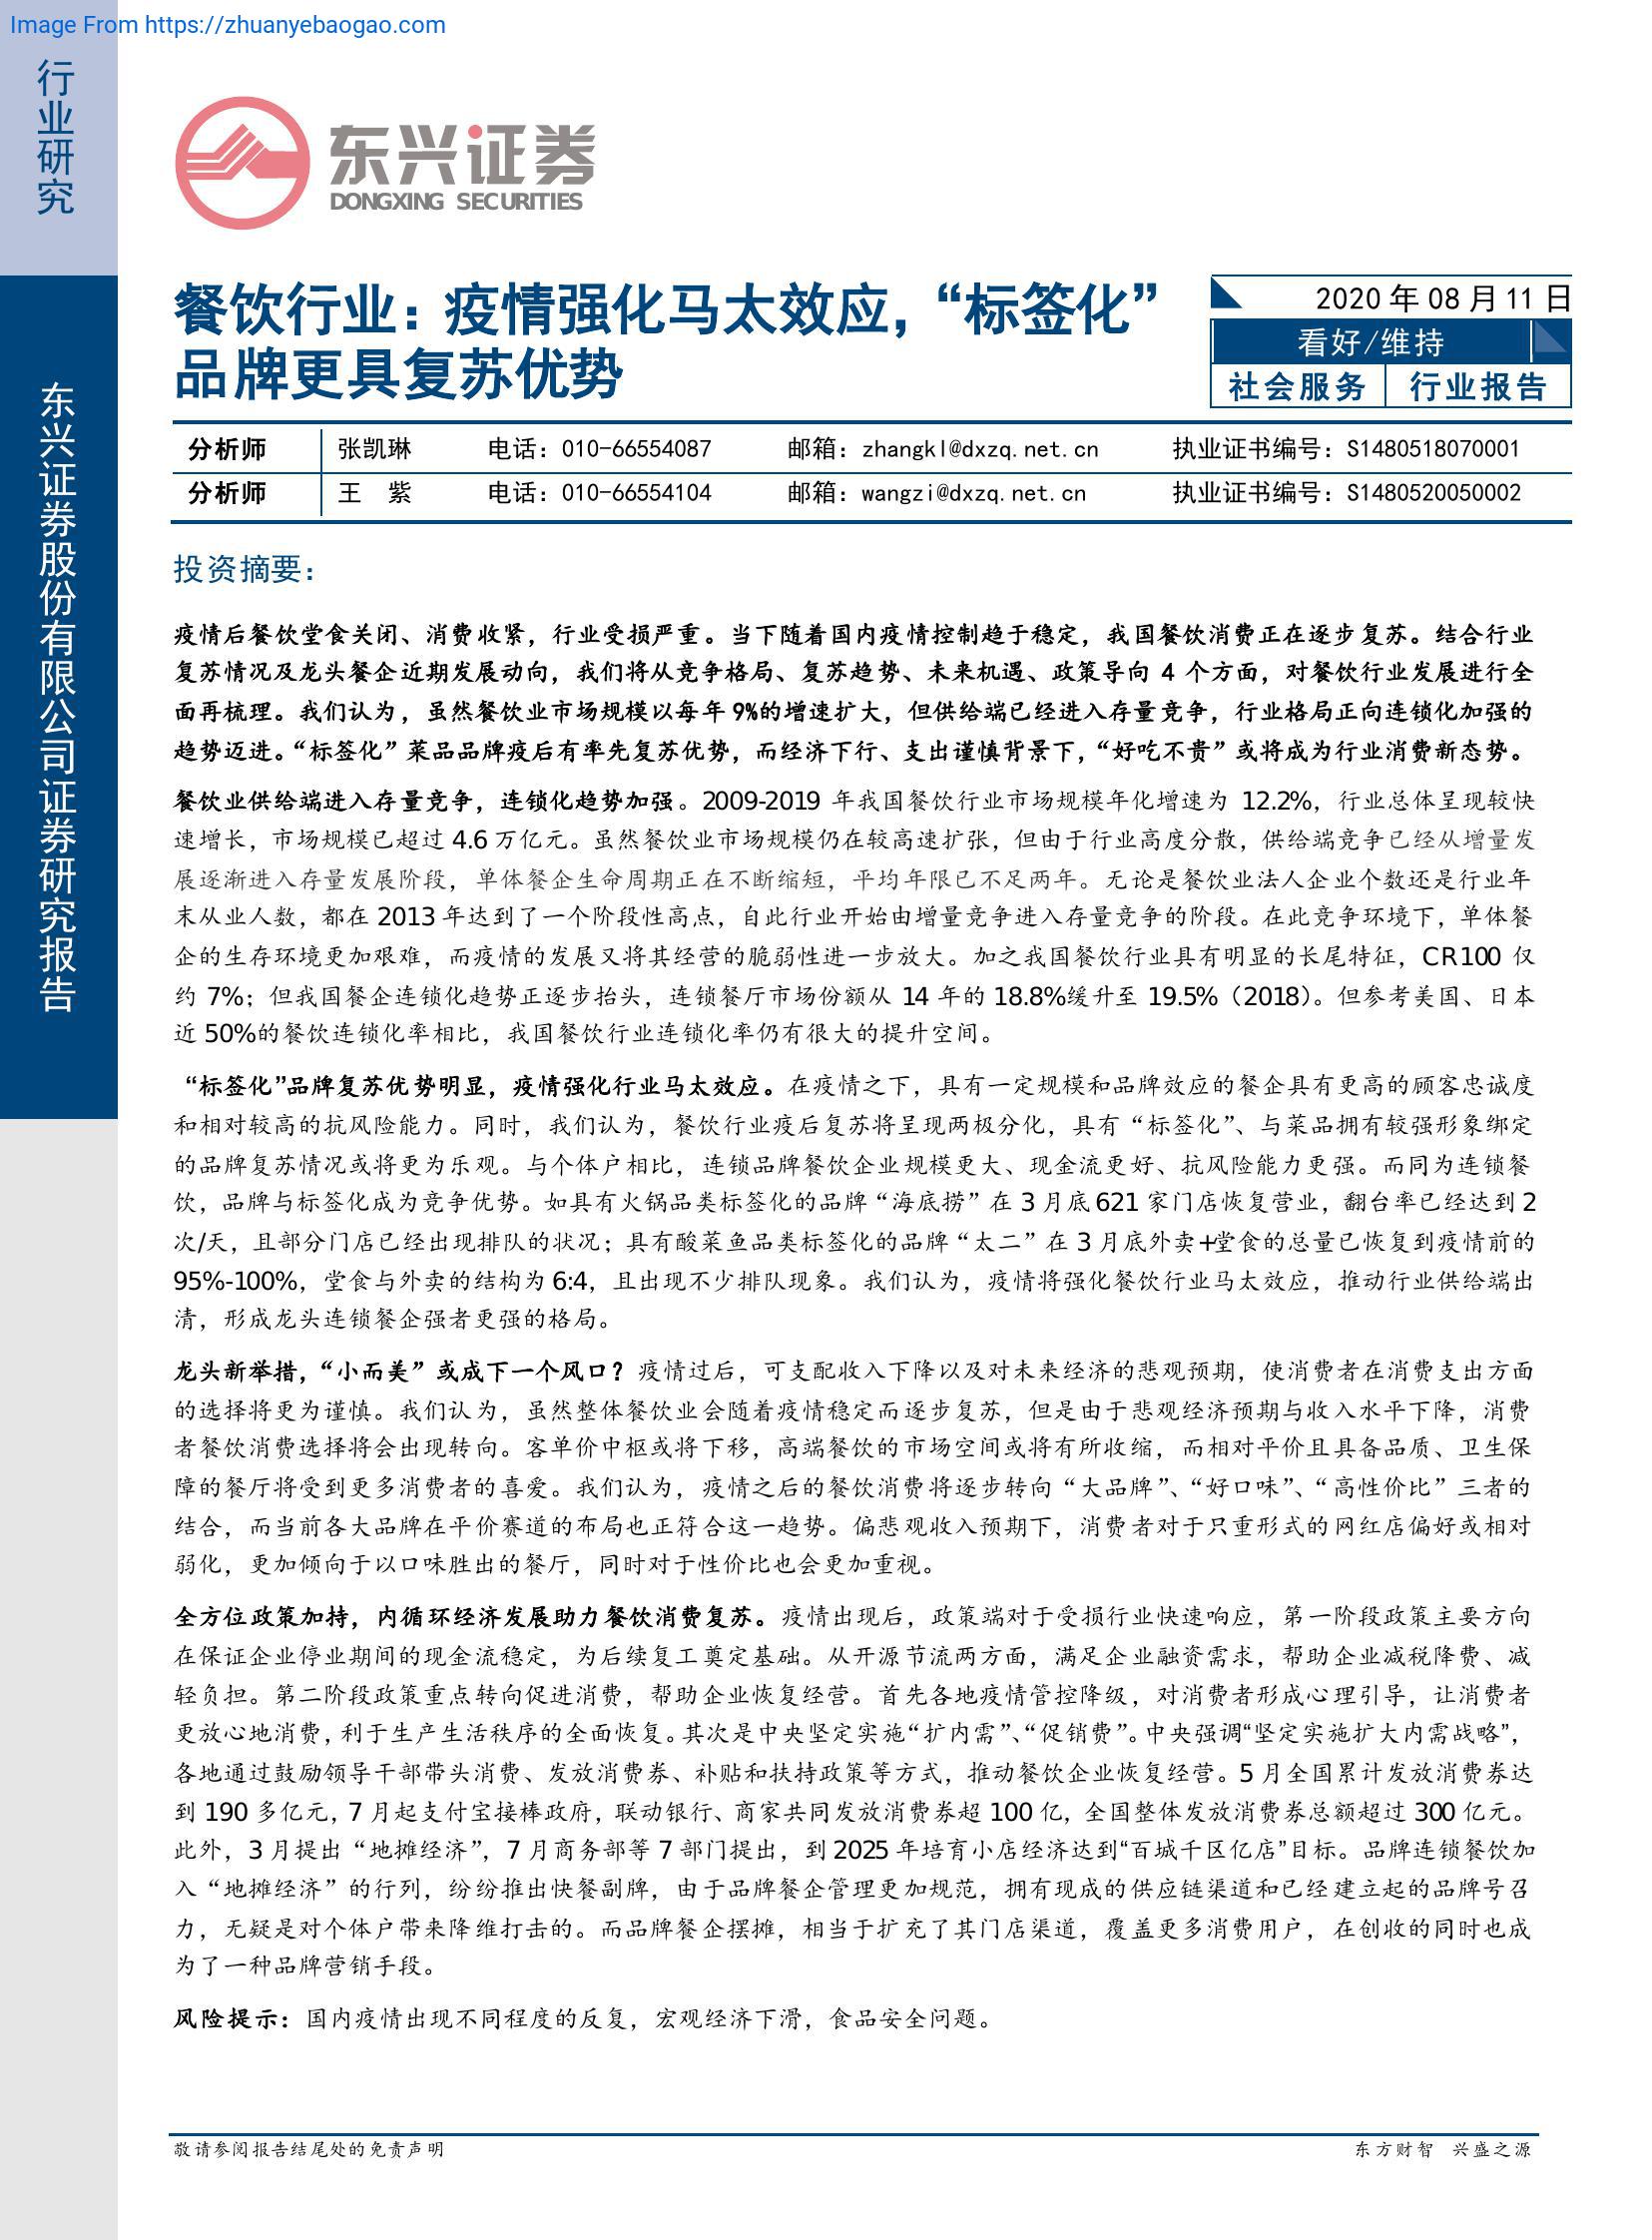 Image From https://zhuanyebaogao.com
行业研究
东兴证券股份有限公司证券研究报告
东兴证券
DONGXING SECURITIES
餐饮行业：疫情强化马太效应，“标签化”
品牌更具复苏优势
2020 年 08 月 11 日
看好/维持
社会服务 行业报告
分析师 张凯琳 电话：010-66554087 邮箱：zhangkl@dxzq.net.cn 执业证书编号：S1480518070001
分析师 王 紫 电话：010-66554104 邮箱：wangzi@dxzq.net.cn 执业证书编号：S1480520050002
投资摘要：
疫情后餐饮堂食关闭、消费收紧，行业受损严重。当下随着国内疫情控制趋于稳定，我国餐饮消费正在逐步复苏。结合行业
复苏情况及龙头餐企近期发展动向，我们将从竞争格局、复苏趋势、未来机遇、政策导向 4 个方面，对餐饮行业发展进行全
面再梳理。我们认为，虽然餐饮业市场规模以每年 9%的增速扩大，但供给端已经进入存量竞争，行业格局正向连锁化加强的
趋势迈进。“标签化”菜品品牌疫后有率先复苏优势，而经济下行、支出谨慎背景下，“好吃不贵”或将成为行业消费新态势。
餐饮业供给端进入存量竞争，连锁化趋势加强。2009-2019 年我国餐饮行业市场规模年化增速为 12.2%，行业总体呈现较快
速增长，市场规模已超过 4.6 万亿元。虽然餐饮业市场规模仍在较高速扩张，但由于行业高度分散，供给端竞争已经从增量发
展逐渐进入存量发展阶段，单体餐企生命周期正在不断缩短，平均年限已不足两年。无论是餐饮业法人企业个数还是行业年
末从业人数，都在 2013 年达到了一个阶段性高点，自此行业开始由增量竞争进入存量竞争的阶段。在此竞争环境下，单体餐
企的生存环境更加艰难，而疫情的发展又将其经营的脆弱性进一步放大。加之我国餐饮行业具有明显的长尾特征，CR100 仅
约 7%；但我国餐企连锁化趋势正逐步抬头，连锁餐厅市场份额从 14 年的 18.8%缓升至 19.5%（2018）。但参考美国、日本
近 50%的餐饮连锁化率相比，我国餐饮行业连锁化率仍有很大的提升空间。
“标签化”品牌复苏优势明显，疫情强化行业马太效应。在疫情之下，具有一定规模和品牌效应的餐企具有更高的顾客忠诚度
和相对较高的抗风险能力。同时，我们认为，餐饮行业疫后复苏将呈现两极分化，具有“标签化”、与菜品拥有较强形象绑定
的品牌复苏情况或将更为乐观。与个体户相比，连锁品牌餐饮企业规模更大、现金流更好、抗风险能力更强。而同为连锁餐
饮，品牌与标签化成为竞争优势。如具有火锅品类标签化的品牌“海底捞”在 3 月底 621 家门店恢复营业，翻台率已经达到 2
次/天，且部分门店已经出现排队的状况；具有酸菜鱼品类标签化的品牌“太二”在 3 月底外卖+堂食的总量已恢复到疫情前的
95%-100%，堂食与外卖的结构为 6:4，且出现不少排队现象。我们认为，疫情将强化餐饮行业马太效应，推动行业供给端出
清，形成龙头连锁餐企强者更强的格局。
龙头新举措，“小而美”或成下一个风口？疫情过后，可支配收入下降以及对未来经济的悲观预期，使消费者在消费支出方面
的选择将更为谨慎。我们认为，虽然整体餐饮业会随着疫情稳定而逐步复苏，但是由于悲观经济预期与收入水平下降，消费
者餐饮消费选择将会出现转向。客单价中枢或将下移，高端餐饮的市场空间或将有所收缩，而相对平价且具备品质、卫生保
障的餐厅将受到更多消费者的喜爱。我们认为，疫情之后的餐饮消费将逐步转向“大品牌”、“好口味”、“高性价比”三者的
结合，而当前各大品牌在平价赛道的布局也正符合这一趋势。偏悲观收入预期下，消费者对于只重形式的网红店偏好或相对
弱化，更加倾向于以口味胜出的餐厅，同时对于性价比也会更加重视。
全方位政策加持，内循环经济发展助力餐饮消费复苏。疫情出现后，政策端对于受损行业快速响应，第一阶段政策主要方向
在保证企业停业期间的现金流稳定，为后续复工奠定基础。从开源节流两方面，满足企业融资需求，帮助企业减税降费、减
轻负担。第二阶段政策重点转向促进消费，帮助企业恢复经营。首先各地疫情管控降级，对消费者形成心理引导，让消费者
更放心地消费，利于生产生活秩序的全面恢复。其次是中央坚定实施“扩内需”、“促销费”。中央强调“坚定实施扩大内需战略”，
各地通过鼓励领导干部带头消费、发放消费券、补贴和扶持政策等方式，推动餐饮企业恢复经营。5 月全国累计发放消费券达
到 190 多亿元，7 月起支付宝接棒政府，联动银行、商家共同发放消费券超 100 亿，全国整体发放消费券总额超过 300 亿元。
此外，3 月提出“地摊经济”，7 月商务部等 7 部门提出，到 2025 年培育小店经济达到“百城千区亿店”目标。品牌连锁餐饮加
入“地摊经济”的行列，纷纷推出快餐副牌，由于品牌餐企管理更加规范，拥有现成的供应链渠道和已经建立起的品牌号召
力，无疑是对个体户带来降维打击的。而品牌餐企摆摊，相当于扩充了其门店渠道，覆盖更多消费用户，在创收的同时也成
为了一种品牌营销手段。
风险提示：国内疫情出现不同程度的反复，宏观经济下滑，食品安全问题。
敬请参阅报告结尾处的免责声明 东方财智 兴盛之源